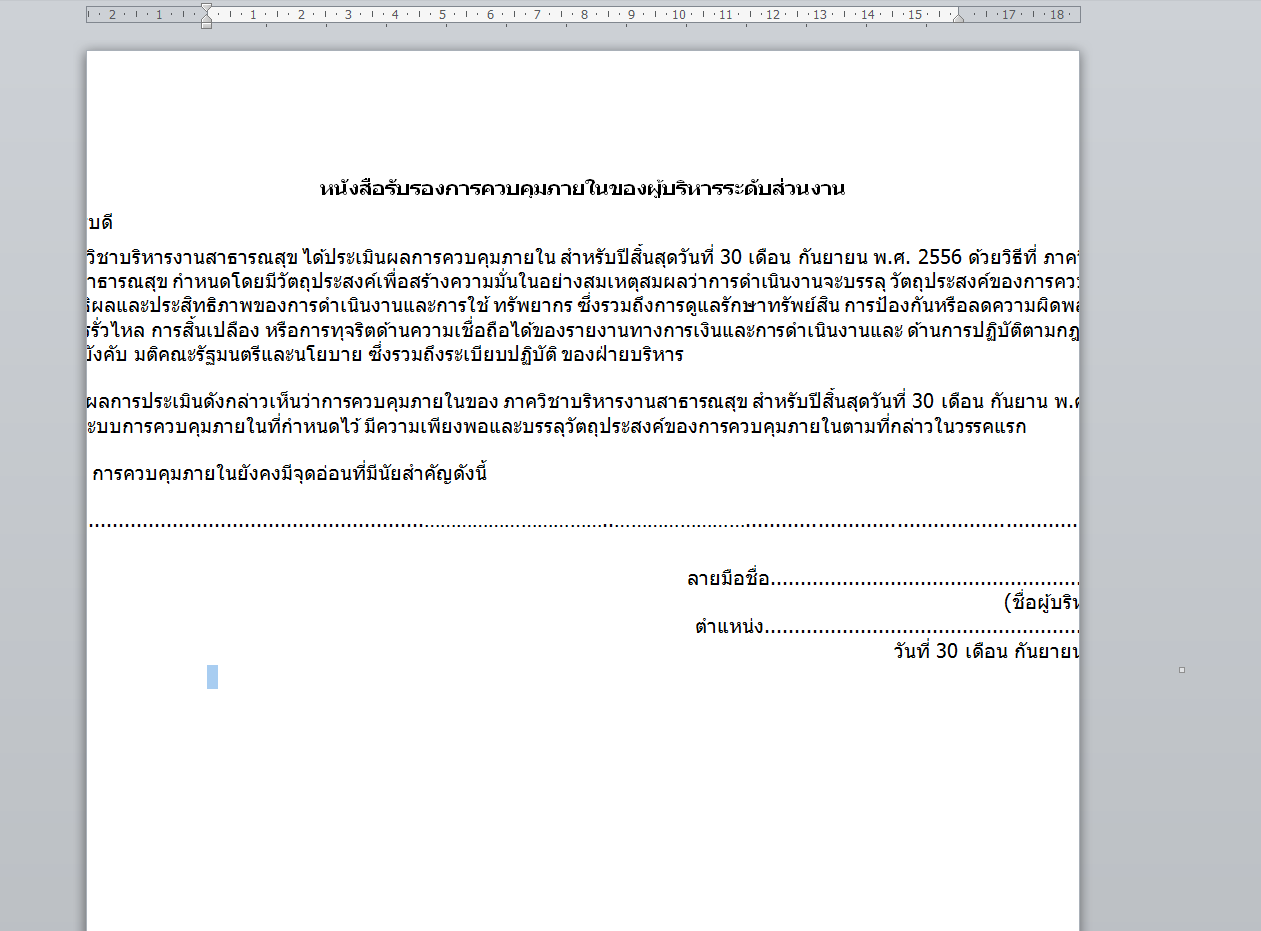 2 1 1 2 3 4 5 6 7 8 9 10 11 12 13 14 15 17 18
หนังสือรับรองการควบคุมภายในของผู้บริหารระดับส่วนงาน
บดี
วิชาบริหารงานสาธารณสุข ได้ประเมินผลการควบคุมภายใน สำหรับปีสิ้นสุดวันที่ 30 เดือน กันยายน พ.ศ. 2556 ด้วยวิธีที่ ภาค
าธารณสุข กำหนดโดยมีวัตถุประสงค์เพื่อสร้างความมั่นในอย่างสมเหตุสมผลว่าการดำเนินงานจะบรรลุ วัตถุประสงค์ของการคว
ผลและประสิทธิภาพของการดำเนินงานและการใช้ ทรัพยากร ซึ่งรวมถึงการดูแลรักษาทรัพย์สิน การป้องกันหรือลดความผิดพล
รั่วไหล การสิ้นเปลือง หรือการทุจริตด้านความเชื่อถือได้ของรายงานทางการเงินและการดำเนินงานและ ด้านการปฏิบัติตามกฎ
บังคับ มติคณะรัฐมนตรีและนโยบาย ซึ่งรวมถึงระเบียบปฏิบัติ ของฝ่ายบริหาร
ผลการประเมินดังกล่าวเห็นว่าการควบคุมภายในของ ภาควิชาบริหารงานสาธารณสุข สำหรับปีสิ้นสุดวันที่ 30 เดือน กันยาน พ.ศ
ะบบการควบคุมภายในที่กำหนดไว้ มีความเพียงพอและบรรลุวัตถุประสงค์ของการควบคุมภายในตามที่กล่าวในวรรคแรก
การควบคุมภายในยังคงมีจุดอ่อนที่มีนัยสำคัญดังนี้
................................................................................
ลายมือชื่อ....................................................
(ชื่อผู้บริห
ตำแหน่ง.....................................................
วันที่ 30 เดือน กันยายน